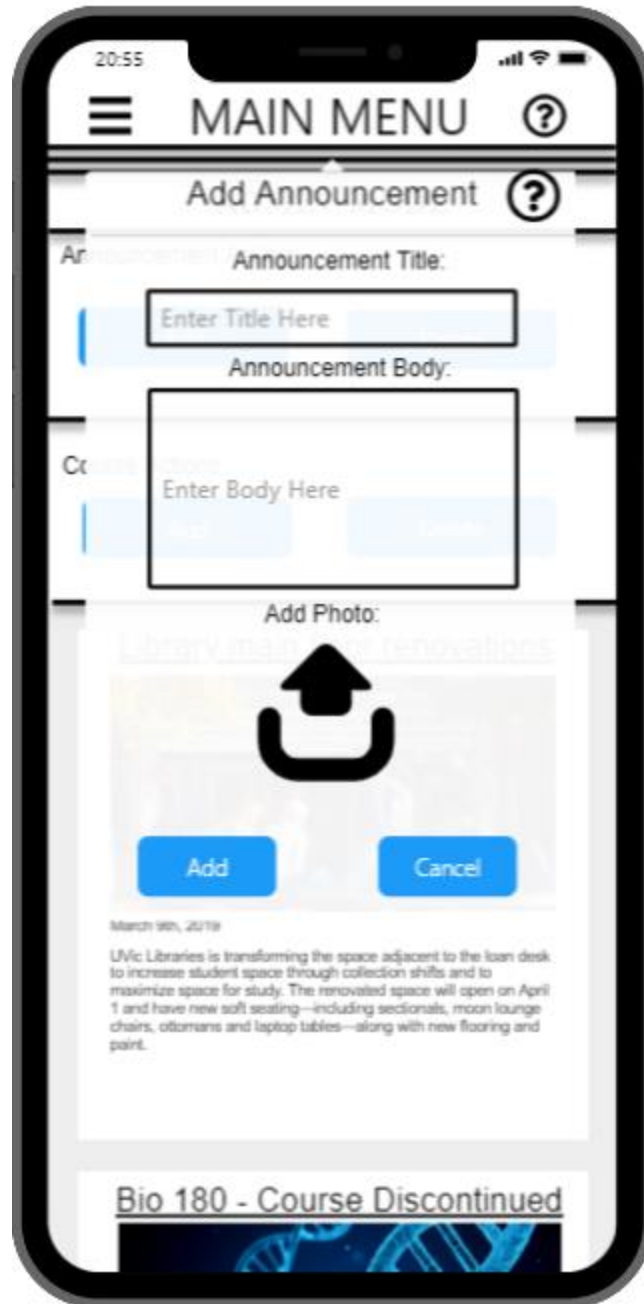 20:55
MAIN MENU
Add Announcement
Announcement Title:
Enter Title Here
Announcement Body:
Enter Body Here
Add Photo:
Library main floor renovations
Add Cancel
March 9th, 2019
UVic Libraries is transforming the space adjacent to the loan desk
to increase student space through collection shifts and to
maximize space for study. The renovated space will open on April
1 and have new soft seating—including sectionals, moon lounge
chairs, ottomans and laptop tables—along with new flooring and
paint.
Bio 180 - Course Discontinued